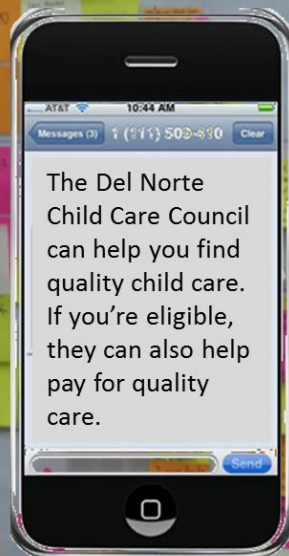 AT&T 10:44 AM
Messages (3) Clear
The Del Norte
Child Care Council
can help you find
quality child care.
If you’re eligible,
they can also help
pay for quality
care.
Send